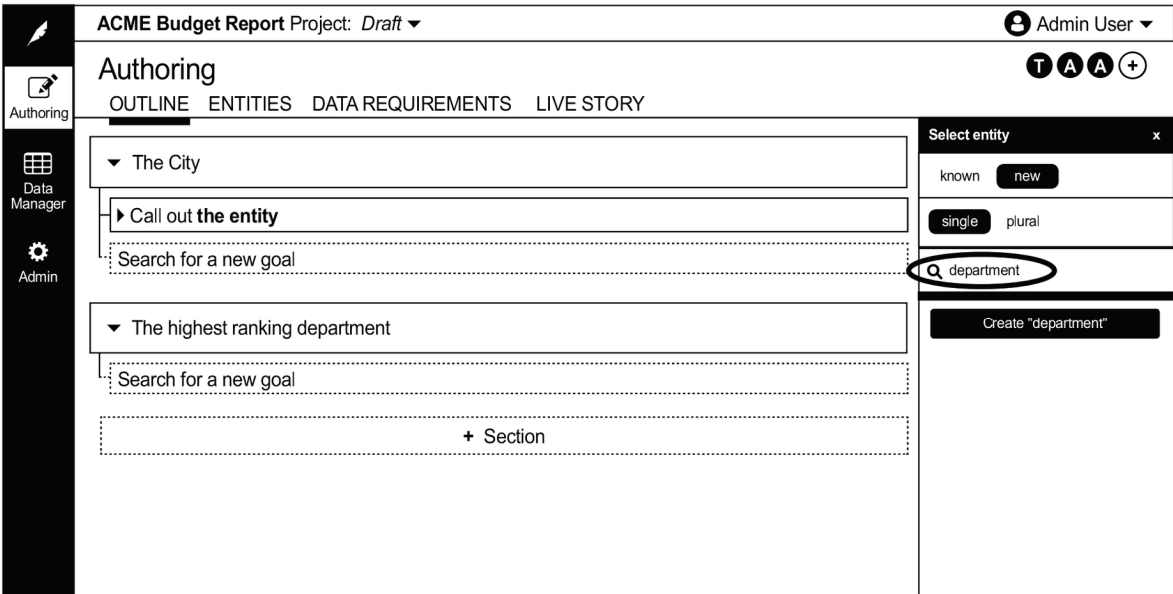 ACME Budget Report Project: Draft
Admin User
Authoring
T A A +
OUTLINE ENTITIES DATA REQUIREMENTS LIVE STORY
Authoring
Data
Manager
Admin
The City
Call out the entity
Search for a new goal
The highest ranking department
Search for a new goal
+ Section
Select entity x
known new
single plural
department
Create "department"